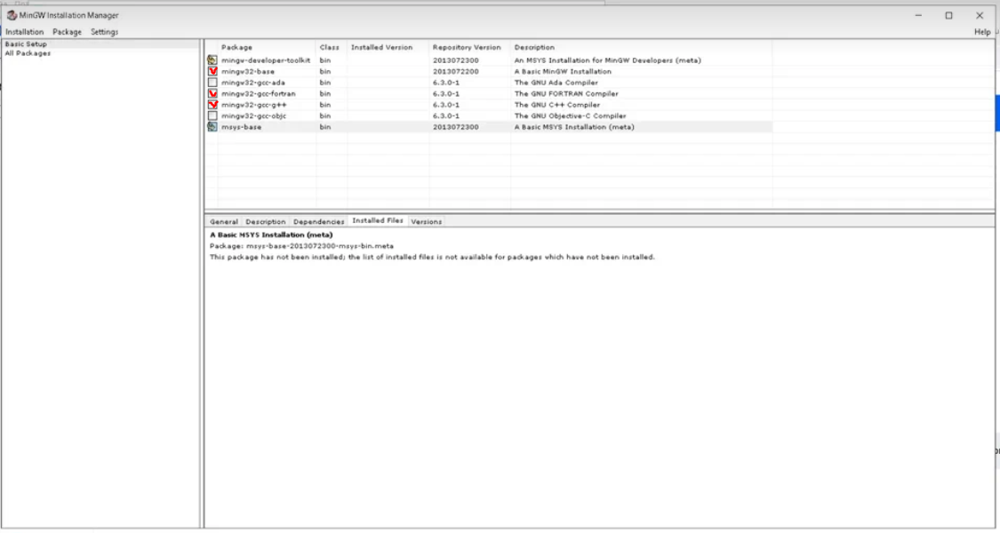 MinGW Installation Manager
Installation Package Settings Help
Basic Setup
All Packages
Package Class Installed Version Repository Version Description
mingw-developer-toolkit bin 2013072300 An MSYS Installation for MinGW Developers (meta)
mingw32-base bin 2013072200 A Basic MinGW Installation
mingw32-gcc-ada bin 6.3.0-1 The GNU Ada Compiler
mingw32-gcc-fortran bin 6.3.0-1 The GNU FORTRAN Compiler
mingw32-gcc-g++ bin 6.3.0-1 The GNU C++ Compiler
mingw32-gcc-objc bin 6.3.0-1 The GNU Objective-C Compiler
msys-base bin 2013072300 A Basic MSYS Installation (meta)
General Description Dependencies Installed Files Versions
A Basic MSYS Installation (meta)
Package: msys-base-2013072300-msys-bin.meta
This package has not been installed; the list of installed files is not available for packages which have not been installed.